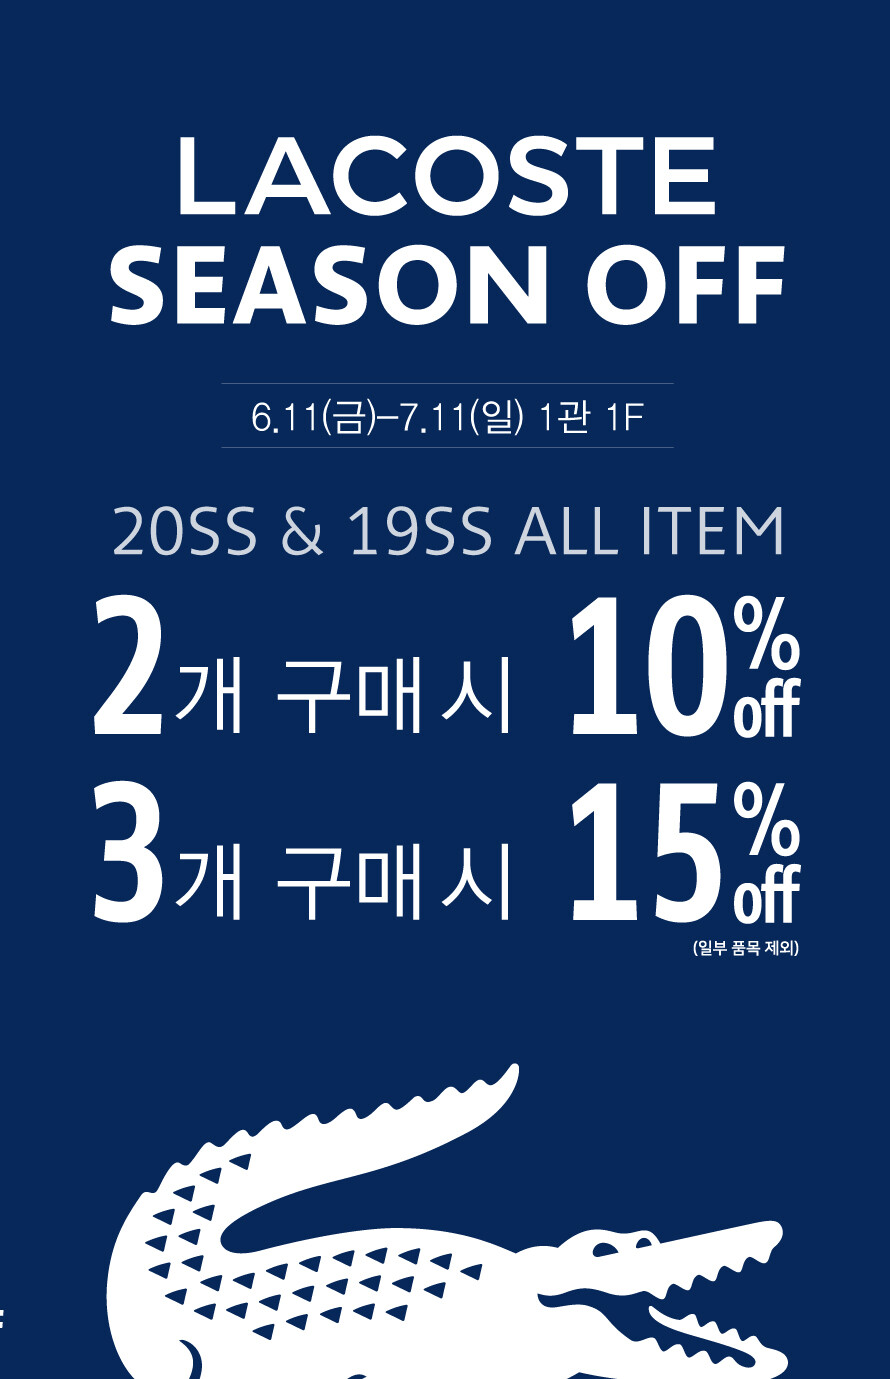 LACOSTE
SEASON OFF
6.11(금)–7.11(일) 1관 1F
20SS & 19SS ALL ITEM
2개 구매 시 10% off
3개 구매 시 15% off
(일부 품목 제외)